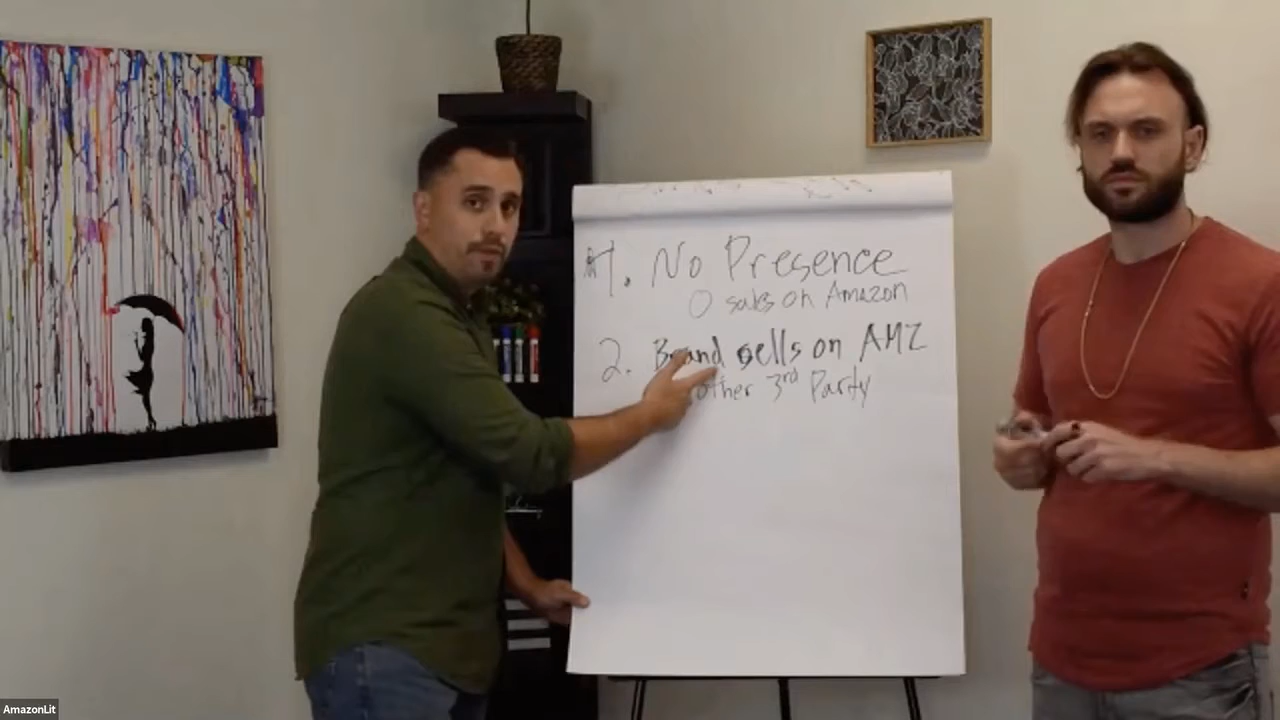 #1. No Presence
0 sales on Amazon
2. Brand sells on AMZ
other 3rd Party
AmazonLit